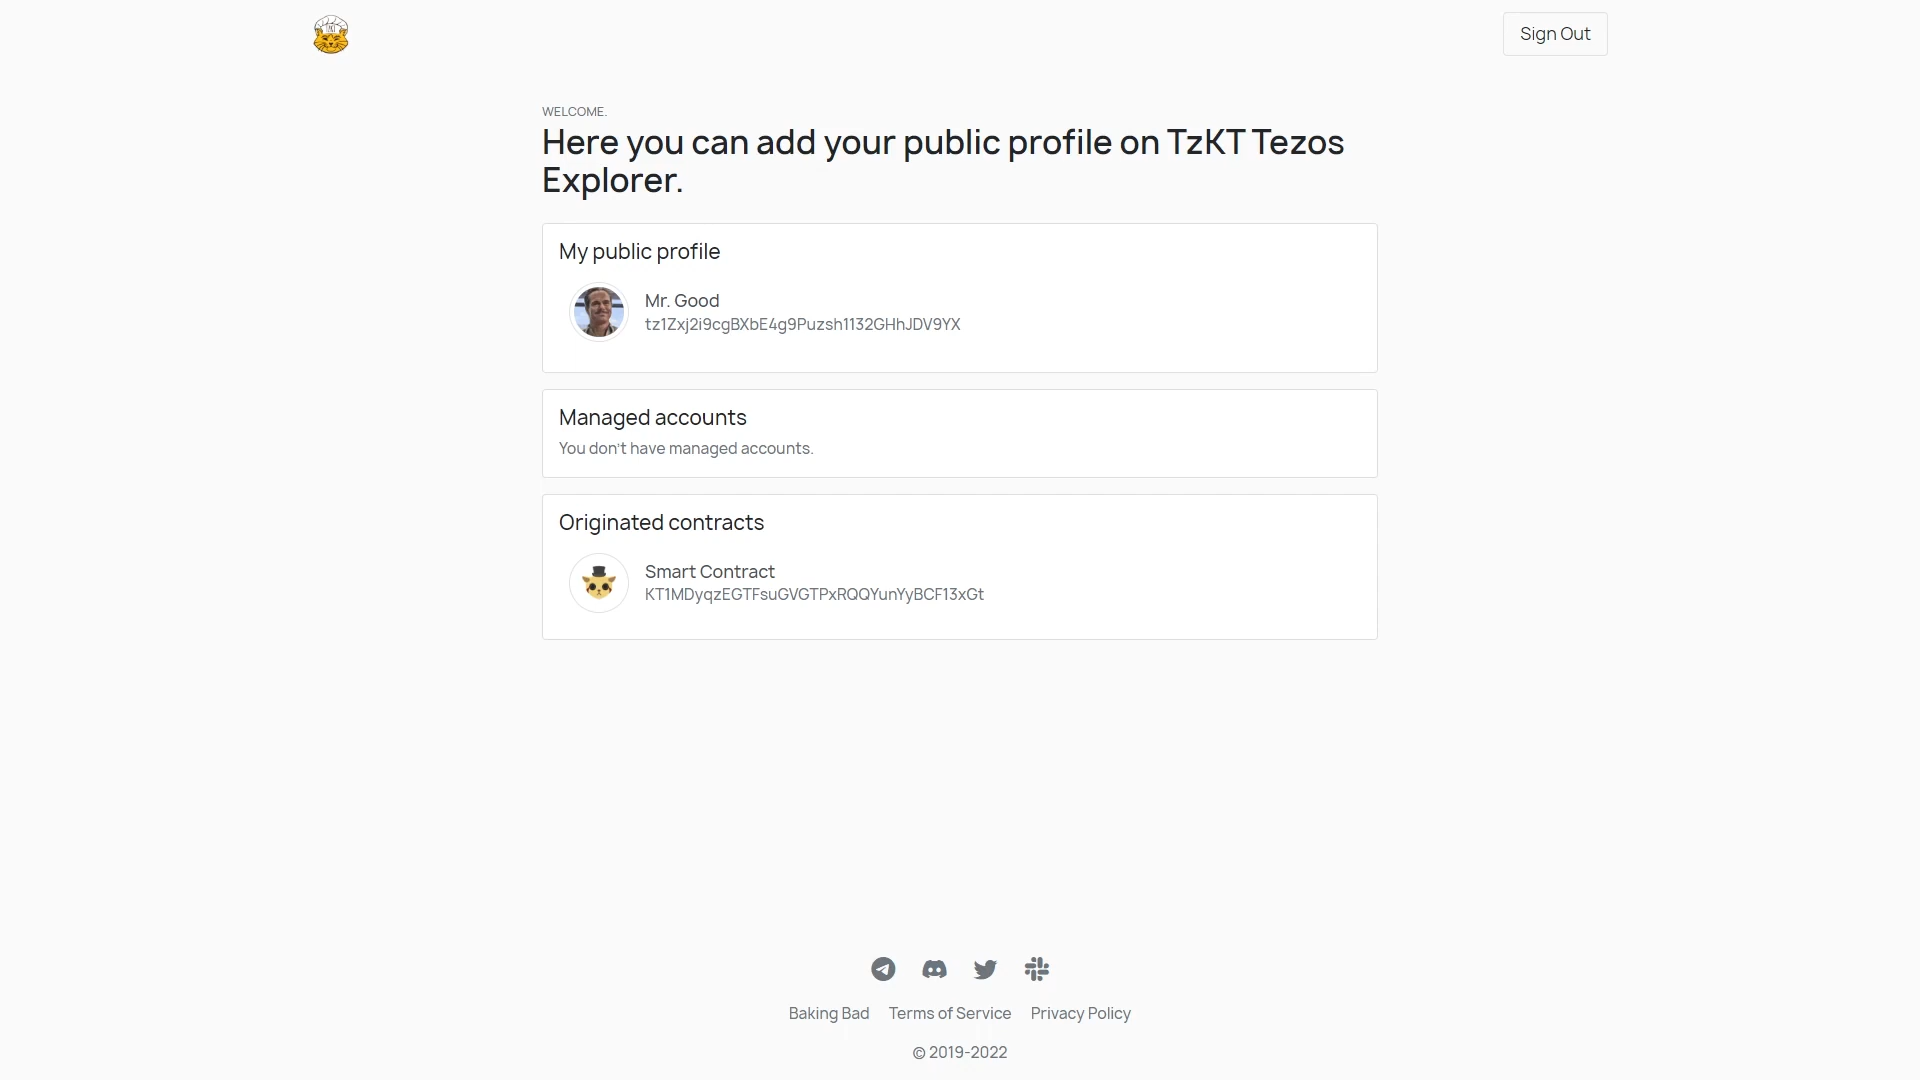 Sign Out
WELCOME.
Here you can add your public profile on TzKT Tezos
Explorer.
My public profile
Mr. Good
tz1Zxj2i9cgBXbE4g9Puzsh1132GHhJDV9YX
Managed accounts
You don't have managed accounts.
Originated contracts
Smart Contract
KT1MDyqzEGTFsuGVGTPxRQQYunYyBCF13xGt
Baking Bad Terms of Service Privacy Policy
© 2019-2022